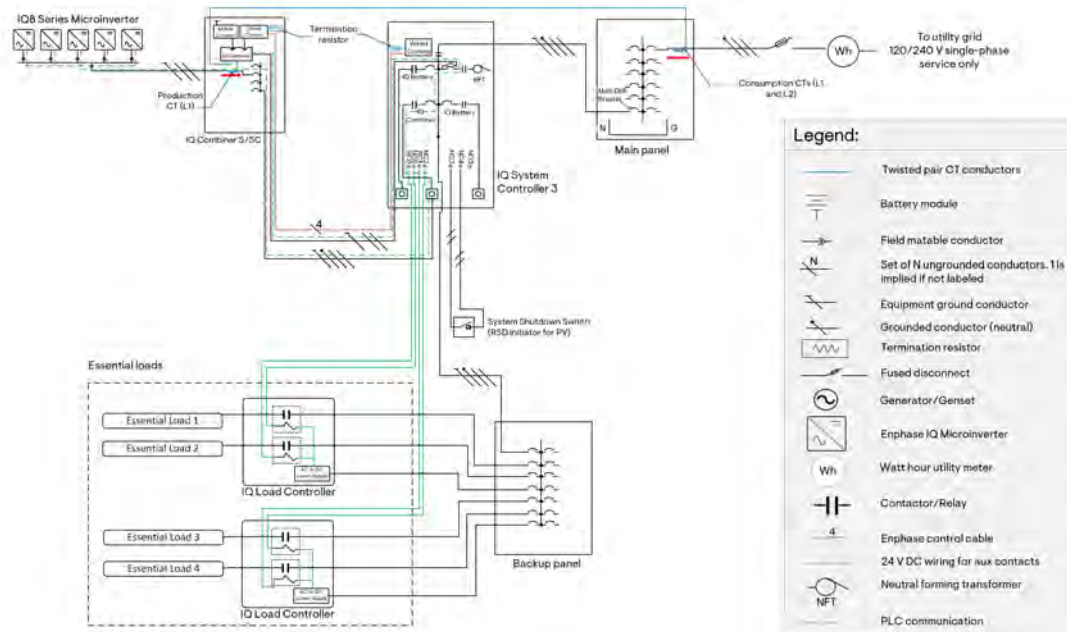 IQ8 Series Microinverter
Termination
resistor
Production
CT (L1)
IQ Combiner 5/5C
IQ Battery
NFT
IQ
Combiner
IQ Battery
IQ System
Controller 3
4
N
G
Main panel
Consumption CTs (L1
and L2)
Wh
To utility grid
120/240 V single-phase
service only
System Shutdown Switch
(RSD initiator for PV)
Essential loads
Essential Load 1
Essential Load 2
IQ Load Controller
Essential Load 3
Essential Load 4
IQ Load Controller
Backup panel
Legend:
Twisted pair CT conductors
Battery module
Field matable conductor
N
Set of N ungrounded conductors. 1 is
implied if not labeled
Equipment ground conductor
Grounded conductor (neutral)
Termination resistor
Fused disconnect
Generator/Genset
Enphase IQ Microinverter
Wh
Watt hour utility meter
Contactor/Relay
4
Enphase control cable
24 V DC wiring for aux contacts
NFT
Neutral forming transformer
PLC communication